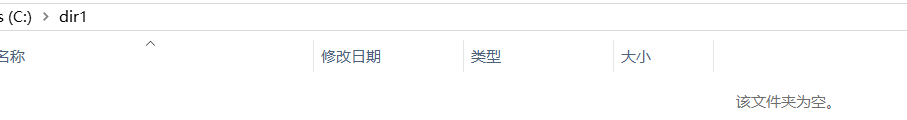 s (C:) > dir1
名称 修改日期 类型 大小
该文件夹为空。